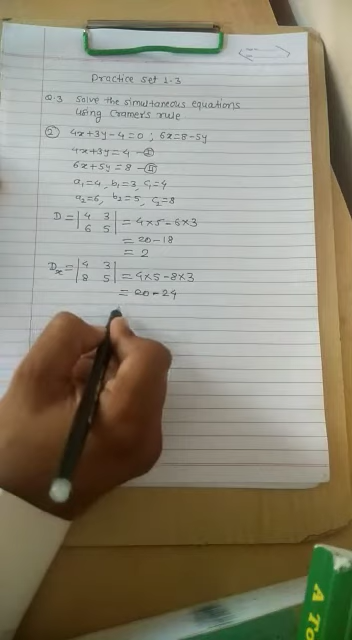 Practice set 1.3
Q.3 Solve the simultaneous equations
using Cramer's rule
② 4x+3y-4=0 ; 6x=8-5y
4x+3y=4 -Ⓘ
6x+5y=8 -Ⓘ
a₁=4, b₁=3, c₁=4
a₂=6, b₂=5, c₂=8
D = |4 3| = 4×5-6×3
|6 5|
= 20-18
= 2
Dx = |4 3| = 4×5-8×3
|8 5|
= 20-24
A To